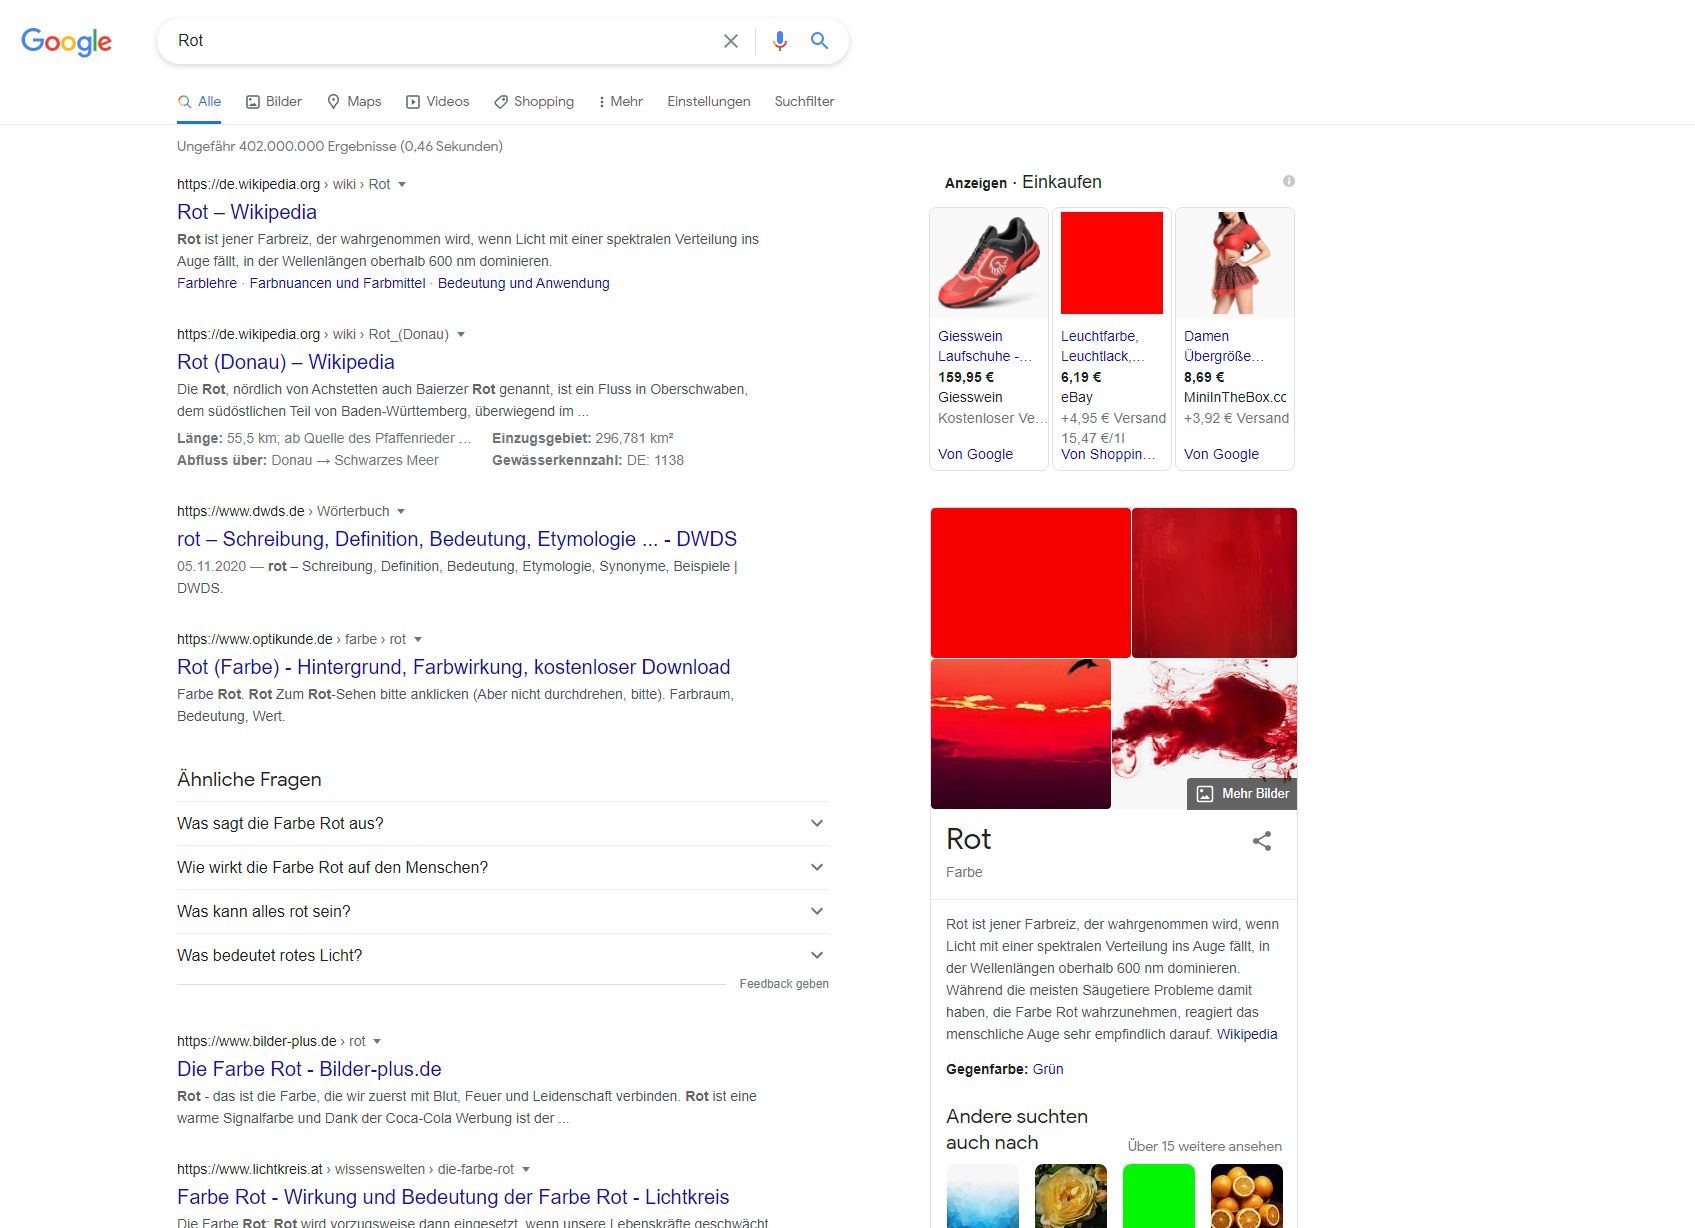 Google
Rot
Alle
Bilder
Maps
Videos
Shopping
Mehr
Einstellungen
Suchfilter
Ungefähr 402.000.000 Ergebnisse (0,46 Sekunden)
https://de.wikipedia.org › wiki › Rot
Rot – Wikipedia
Rot ist jener Farbreiz, der wahrgenommen wird, wenn Licht mit einer spektralen Verteilung ins
Auge fällt, in der Wellenlängen oberhalb 600 nm dominieren.
Farblehre · Farbnuancen und Farbmittel · Bedeutung und Anwendung
https://de.wikipedia.org › wiki › Rot_(Donau)
Rot (Donau) – Wikipedia
Die Rot, nördlich von Achstetten auch Baierzer Rot genannt, ist ein Fluss in Oberschwaben,
dem südöstlichen Teil von Baden-Württemberg, überwiegend im ...
Länge: 55,5 km; ab Quelle des Pfaffenrieder ...
Einzugsgebiet: 296,781 km²
Abfluss über: Donau → Schwarzes Meer
Gewässerkennzahl: DE: 1138
https://www.dwds.de › Wörterbuch
rot – Schreibung, Definition, Bedeutung, Etymologie ... - DWDS
05.11.2020 — rot – Schreibung, Definition, Bedeutung, Etymologie, Synonyme, Beispiele |
DWDS.
https://www.optikunde.de › farbe › rot
Rot (Farbe) - Hintergrund, Farbwirkung, kostenloser Download
Farbe Rot. Rot Zum Rot-Sehen bitte anklicken (Aber nicht durchdrehen, bitte). Farbraum,
Bedeutung, Wert.
Ähnliche Fragen
Was sagt die Farbe Rot aus?
Wie wirkt die Farbe Rot auf den Menschen?
Was kann alles rot sein?
Was bedeutet rotes Licht?
Feedback geben
https://www.bilder-plus.de › rot
Die Farbe Rot - Bilder-plus.de
Rot - das ist die Farbe, die wir zuerst mit Blut, Feuer und Leidenschaft verbinden. Rot ist eine
warme Signalfarbe und Dank der Coca-Cola Werbung ist der ...
https://www.lichtkreis.at › wissenswelten › die-farbe-rot
Farbe Rot - Wirkung und Bedeutung der Farbe Rot - Lichtkreis
Die Farbe Rot: Rot wird vorzugsweise dann eingesetzt, wenn unsere Lebenskräfte geschwächt
Anzeigen · Einkaufen
Giesswein
Laufschuhe -...
159,95 €
Giesswein
Kostenloser Ve...
Von Google
Leuchtfarbe,
Leuchtlack,...
6,19 €
eBay
+4,95 € Versand
15,47 €/1l
Von Shoppin...
Damen
Übergröße...
8,69 €
MiniInTheBox.cc
+3,92 € Versand
Von Google
Mehr Bilder
Rot
Farbe
Rot ist jener Farbreiz, der wahrgenommen wird, wenn
Licht mit einer spektralen Verteilung ins Auge fällt, in
der Wellenlängen oberhalb 600 nm dominieren.
Während die meisten Säugetiere Probleme damit
haben, die Farbe Rot wahrzunehmen, reagiert das
menschliche Auge sehr empfindlich darauf. Wikipedia
Gegenfarbe: Grün
Andere suchten
auch nach
Über 15 weitere ansehen